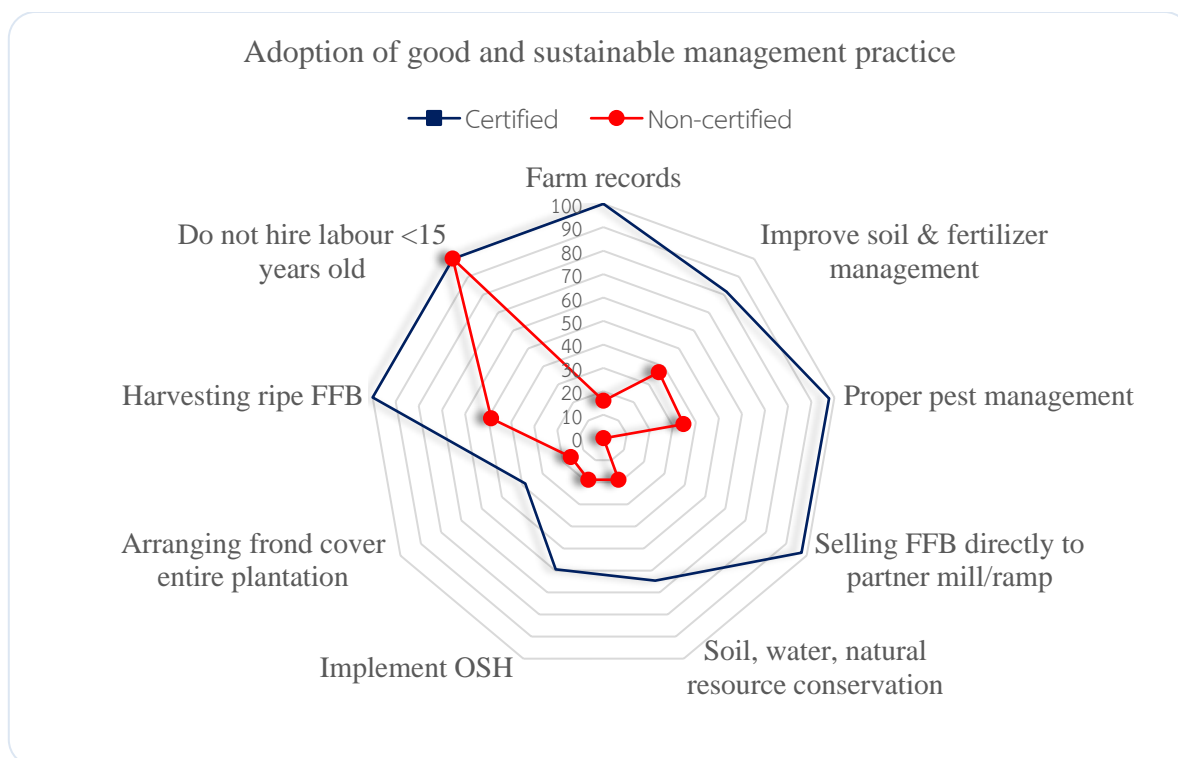 Adoption of good and sustainable management practice
Certified
Non-certified
Farm records
100
90
80
70
60
50
40
30
20
10
0
Improve soil & fertilizer
management
Proper pest management
Selling FFB directly to
partner mill/ramp
Soil, water, natural
resource conservation
Implement OSH
Arranging frond cover
entire plantation
Harvesting ripe FFB
Do not hire labour <15
years old